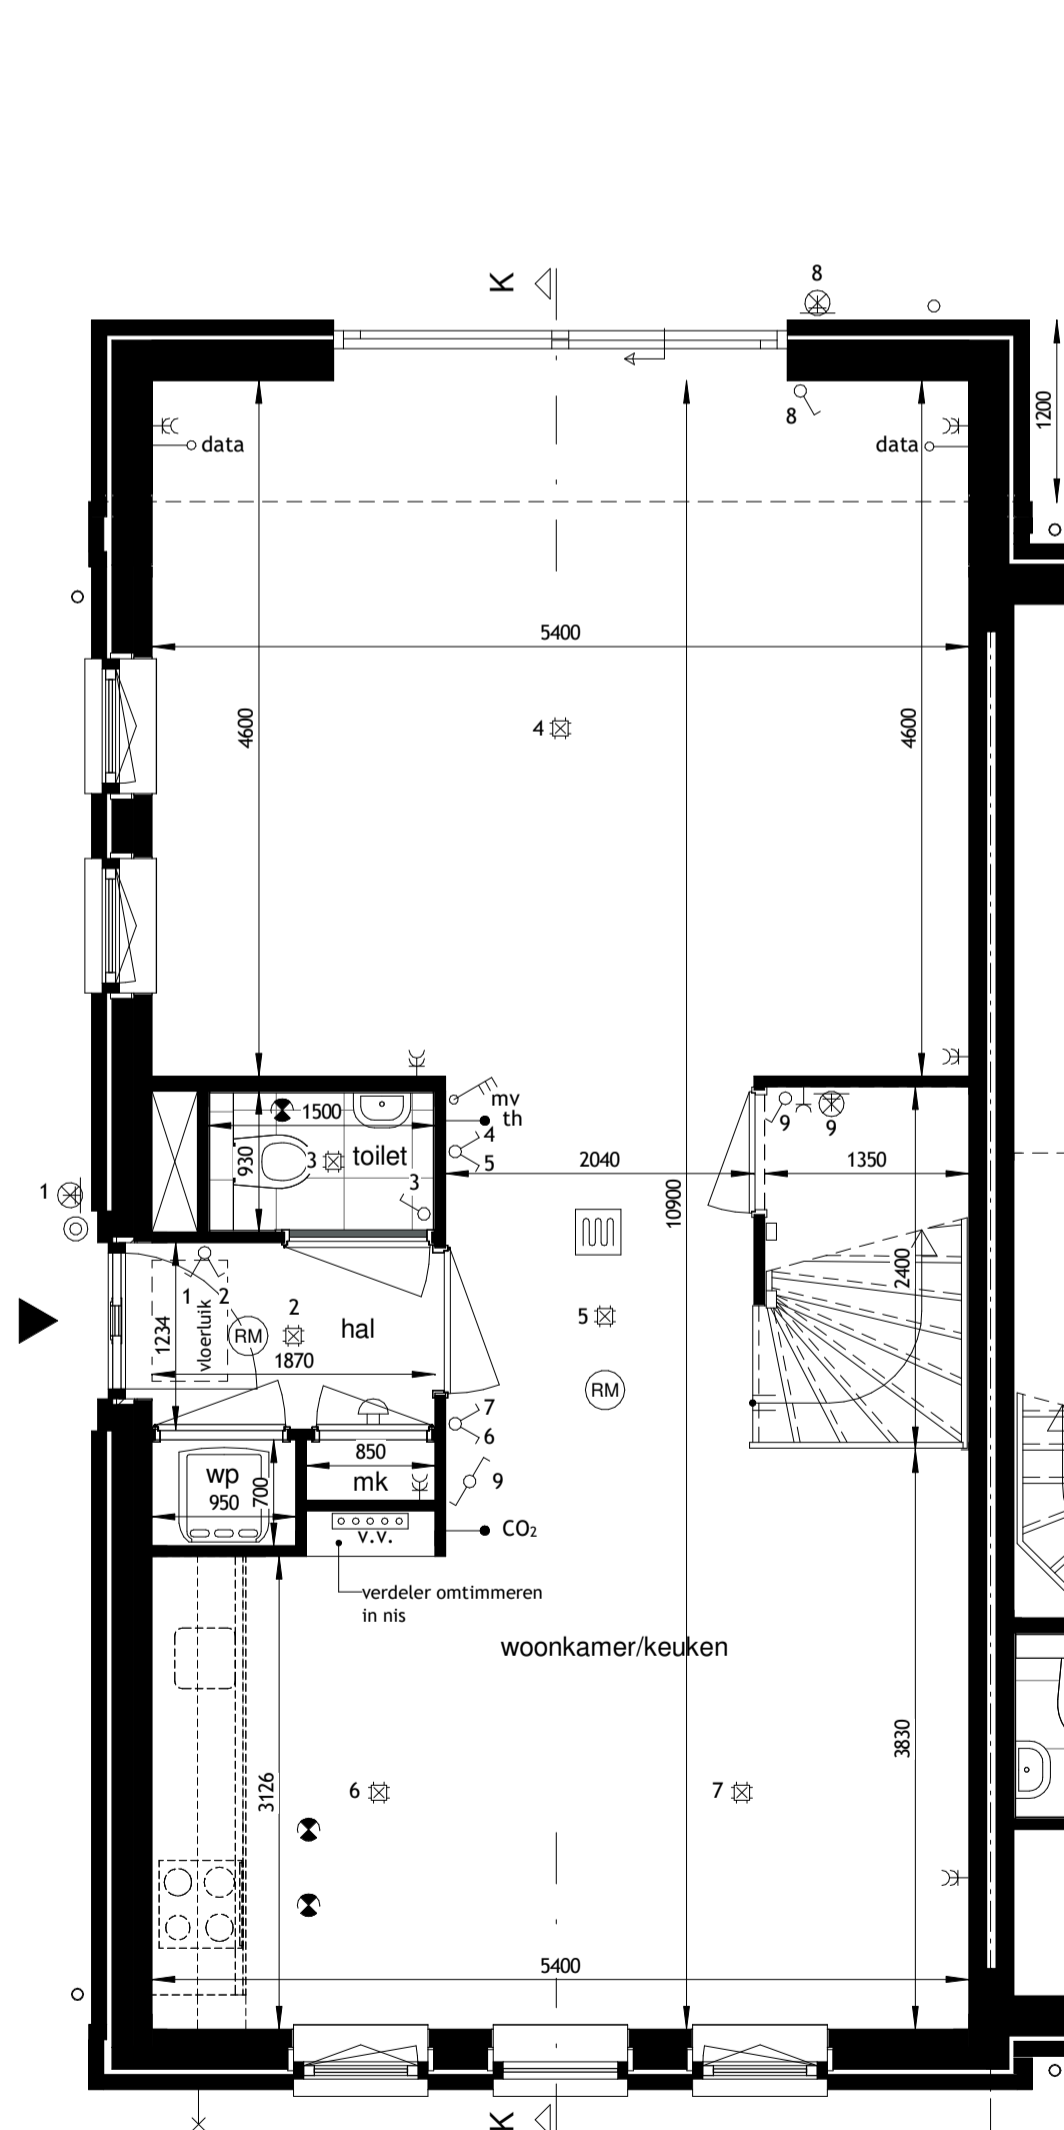 8
K
1200
8
data
data
5400
4600
4600
4
mv
th
1500
9
9
4
930
3
toilet
5
2040
1350
3
1
10900
2400
1
2
2
5
1234
vloerluik
RM
hal
1870
RM
7
6
850
wp
700
mk
9
950
CO₂
v.v.
verdeler omtimmeren
in nis
woonkamer/keuken
3830
3126
6
7
5400
K